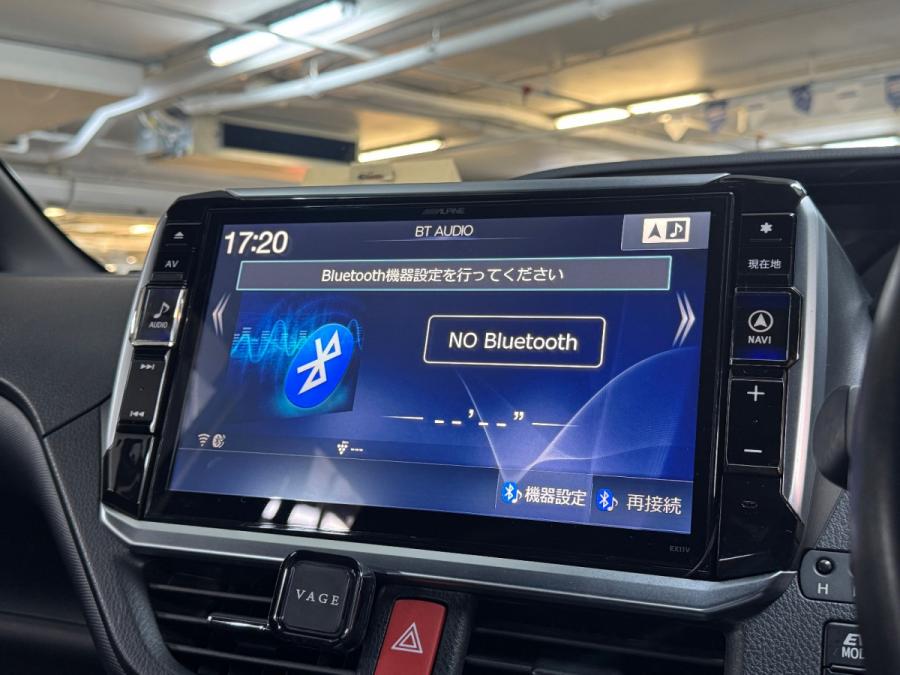 ALPINE
BT AUDIO
17:20
Bluetooth機器設定を行ってください
NO Bluetooth
--'--"
---
機器設定
再接続
AV
AUDIO
現在地
NAVI
+
−
EX11V
VAGE
H
MOD